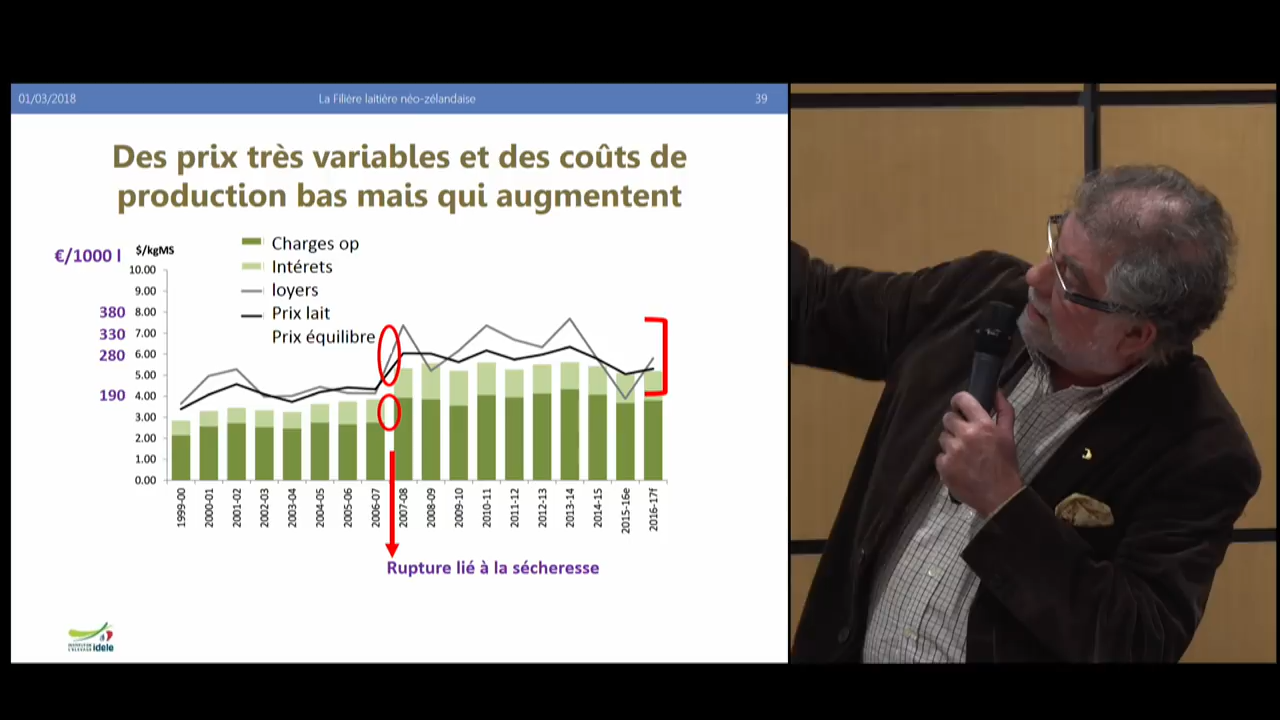 01/03/2018
La Filière laitière néo-zélandaise
39
Des prix très variables et des coûts de
production bas mais qui augmentent
€/1000 l
$/kgMS
Charges op
Intérets
loyers
Prix lait
Prix équilibre
10.00
9.00
8.00
7.00
6.00
5.00
4.00
3.00
2.00
1.00
0.00
380
330
280
190
1999-00
2000-01
2001-02
2002-03
2003-04
2004-05
2005-06
2006-07
2007-08
2008-09
2009-10
2010-11
2011-12
2012-13
2013-14
2014-15
2015-16e
2016-17f
Rupture lié à la sécheresse
idele